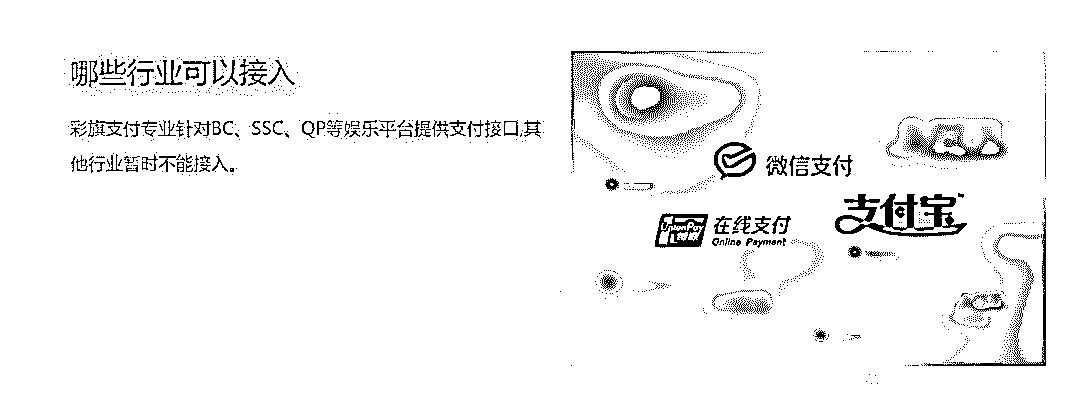 哪些行业可以接入
彩旗支付专业针对BC、SSC、QP等娱乐平台提供支付接口,其
他行业暂时不能接入。
微信支付
支付宝
UnionPay
银联
在线支付
Online Payment